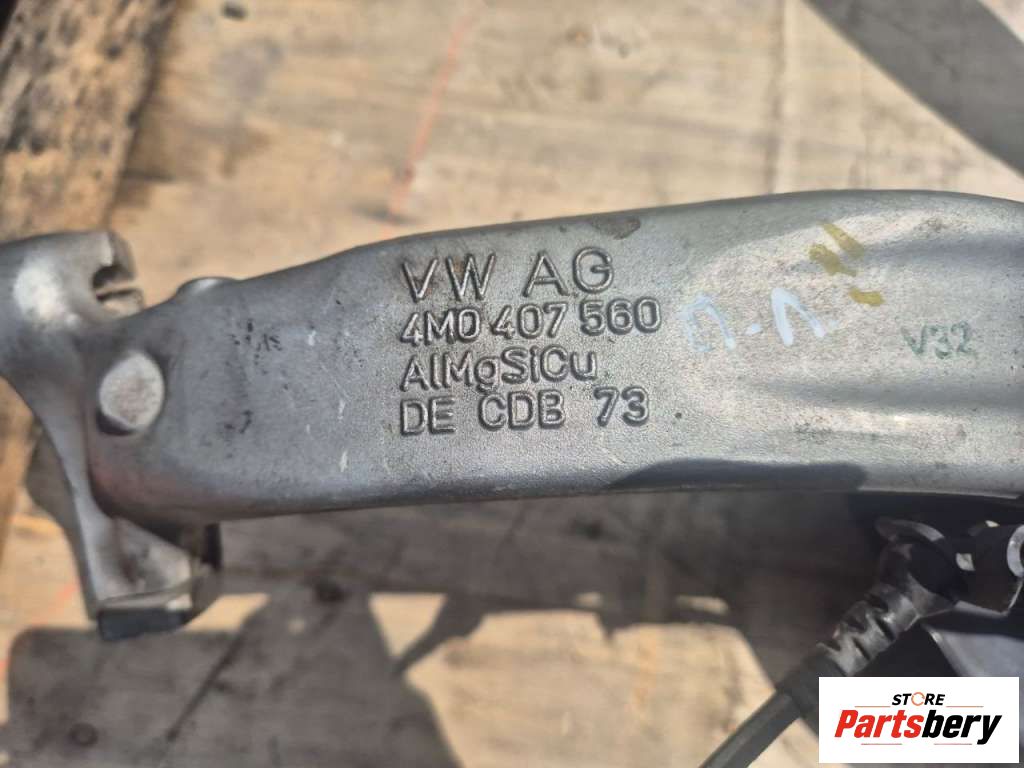 VW AG
4M0 407 560
AlMgSiCu
DE CDB 73
V32
STORE
Partsbery